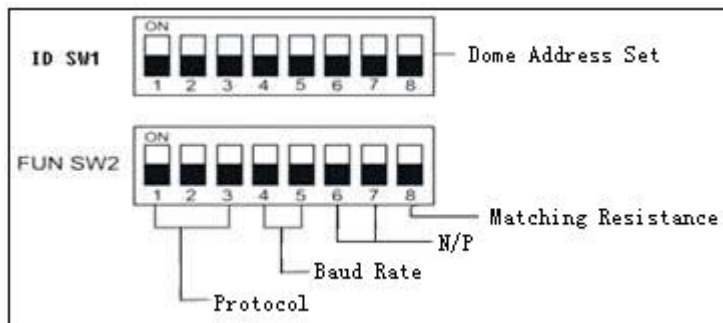 ON
ID SW1
Dome Address Set
1 2 3 4 5 6 7 8
ON
FUN SW2
1 2 3 4 5 6 7 8
Matching Resistance
N/P
Baud Rate
Protocol